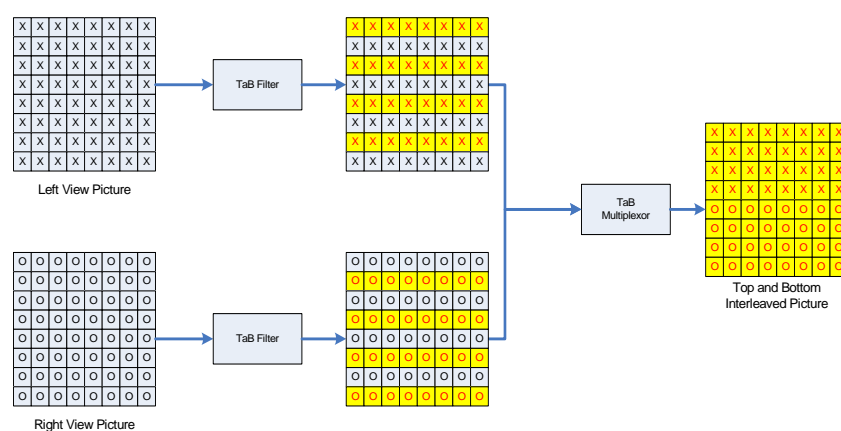 X X X X X X X X
X X X X X X X X
X X X X X X X X
X X X X X X X X
X X X X X X X X
X X X X X X X X
X X X X X X X X
X X X X X X X X
Left View Picture
TaB Filter
X X X X X X X X
X X X X X X X X
X X X X X X X X
X X X X X X X X
X X X X X X X X
X X X X X X X X
X X X X X X X X
X X X X X X X X
O O O O O O O O
O O O O O O O O
O O O O O O O O
O O O O O O O O
O O O O O O O O
O O O O O O O O
O O O O O O O O
O O O O O O O O
Right View Picture
TaB Filter
O O O O O O O O
O O O O O O O O
O O O O O O O O
O O O O O O O O
O O O O O O O O
O O O O O O O O
O O O O O O O O
O O O O O O O O
TaB
Multiplexor
X X X X X X X X
X X X X X X X X
X X X X X X X X
X X X X X X X X
O O O O O O O O
O O O O O O O O
O O O O O O O O
O O O O O O O O
Top and Bottom
Interleaved Picture